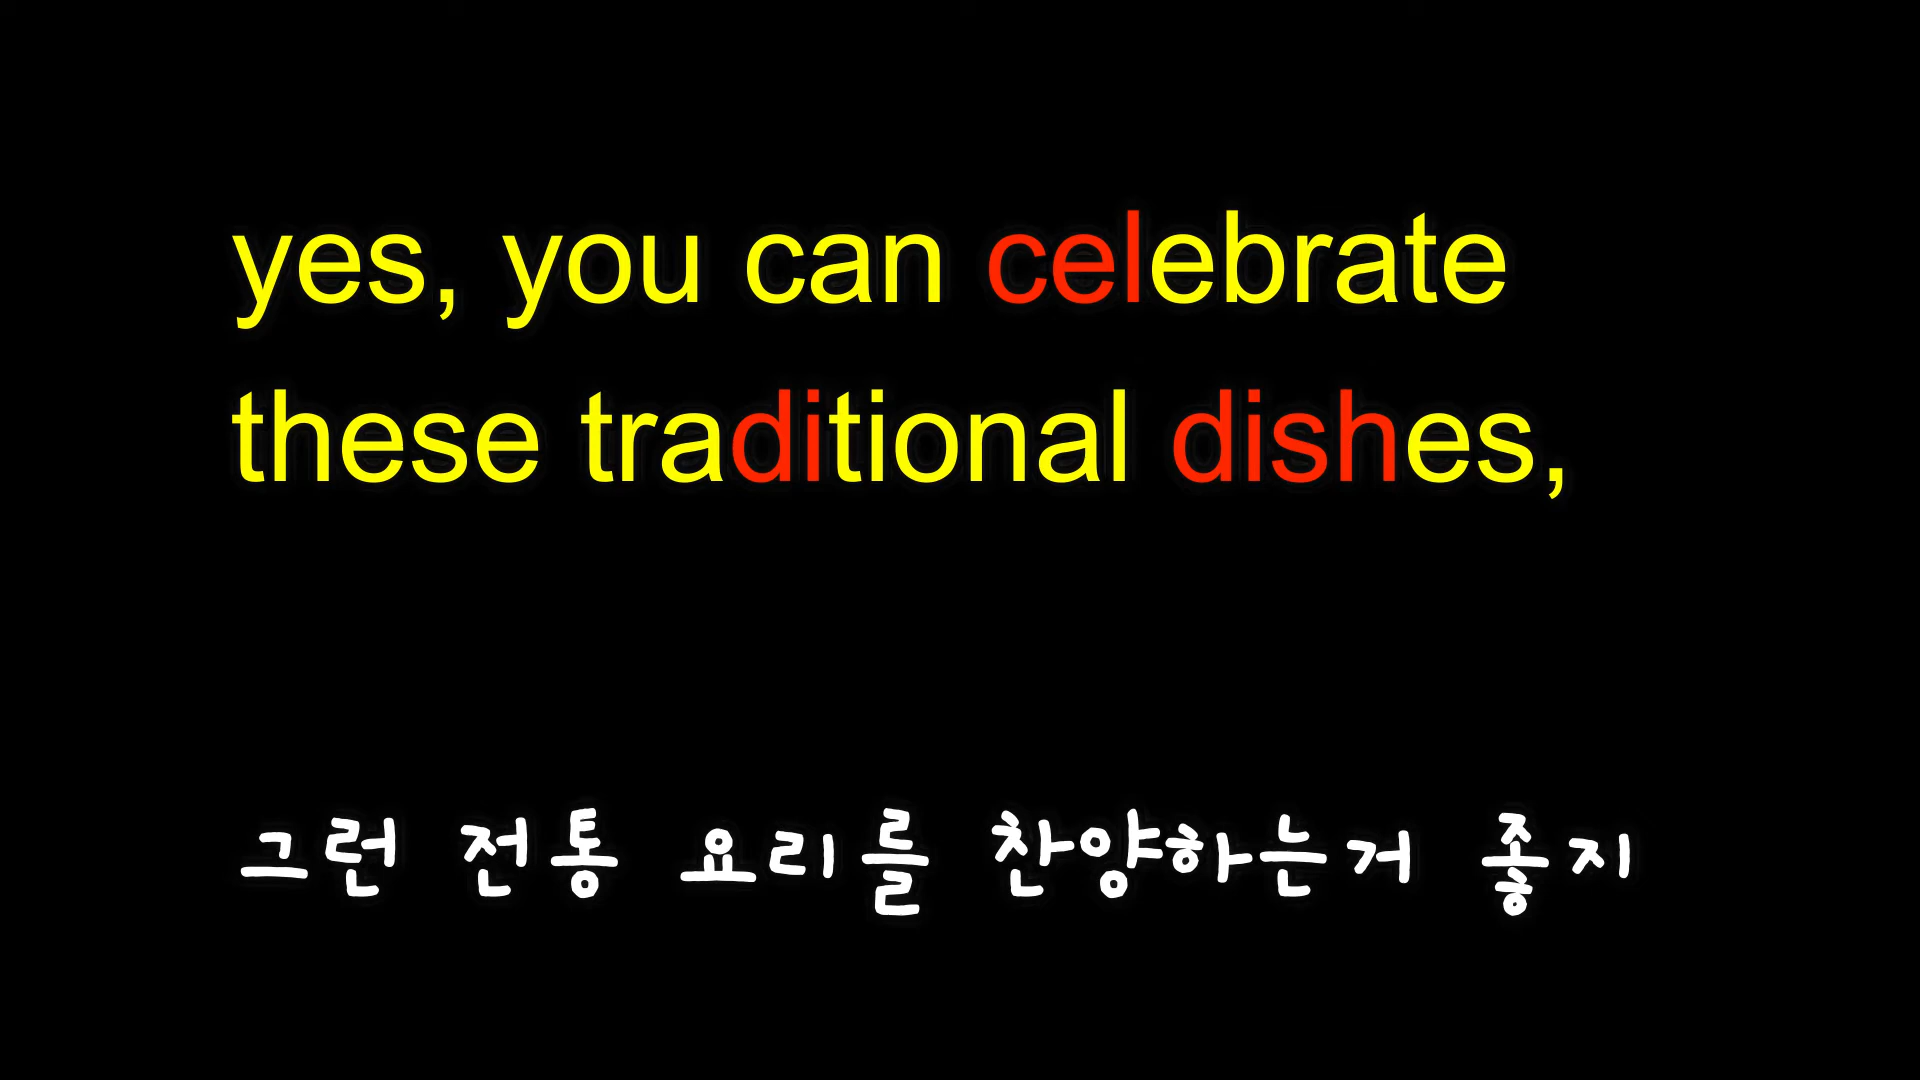 yes, you can celebrate
these traditional dishes,
그런 전통 요리를 찬양하는거 좋지